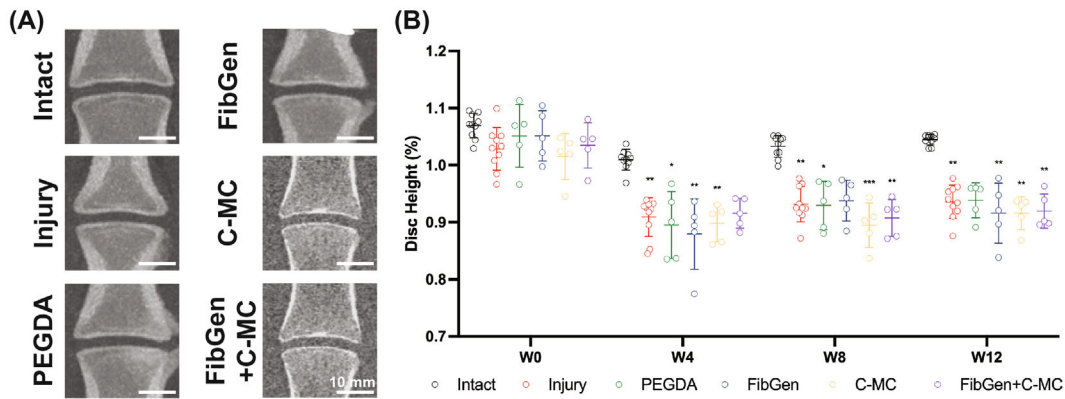 (A)
Intact
FibGen
Injury
C-MC
PEGDA
FibGen
+C-MC
10 mm
(B)
Disc Height (%)
1.2
1.1
1.0
0.9
0.8
0.7
** * ** **
** * *** **
** ** ** **
W0 W4 W8 W12
Intact Injury PEGDA FibGen C-MC FibGen+C-MC